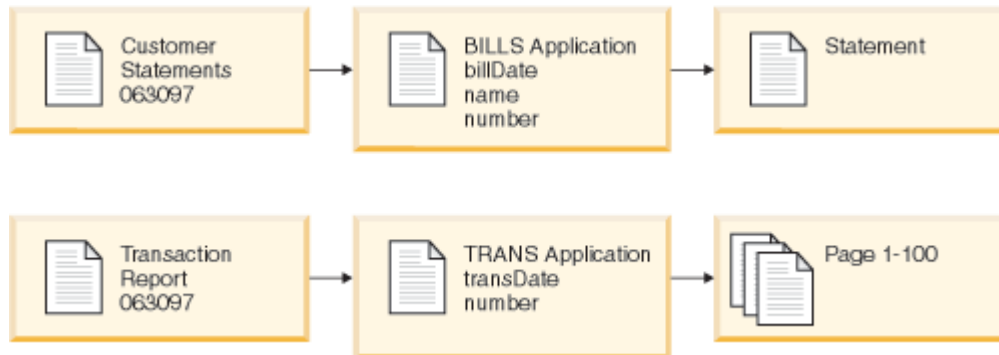 Customer
Statements
063097
BILLS Application
billDate
name
number
Statement
Transaction
Report
063097
TRANS Application
transDate
number
Page 1-100